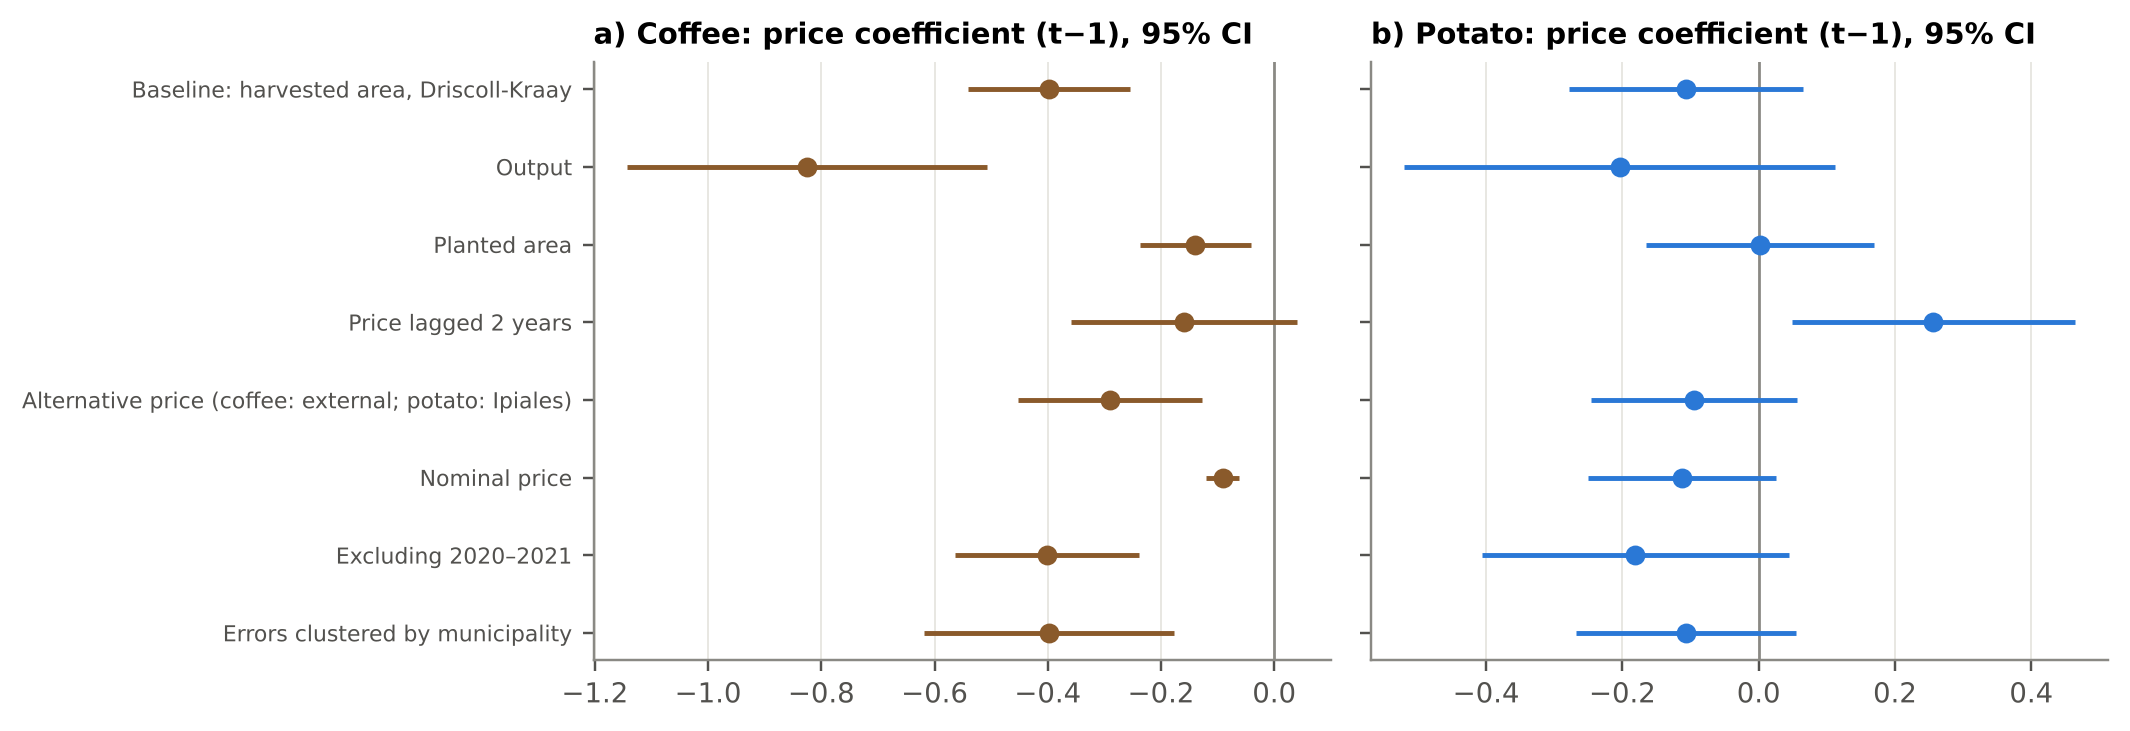 a) Coffee: price coefficient (t−1), 95% CI
b) Potato: price coefficient (t−1), 95% CI
Baseline: harvested area, Driscoll-Kraay
Output
Planted area
Price lagged 2 years
Alternative price (coffee: external; potato: Ipiales)
Nominal price
Excluding 2020–2021
Errors clustered by municipality
−1.2 −1.0 −0.8 −0.6 −0.4 −0.2 0.0
−0.4 −0.2 0.0 0.2 0.4